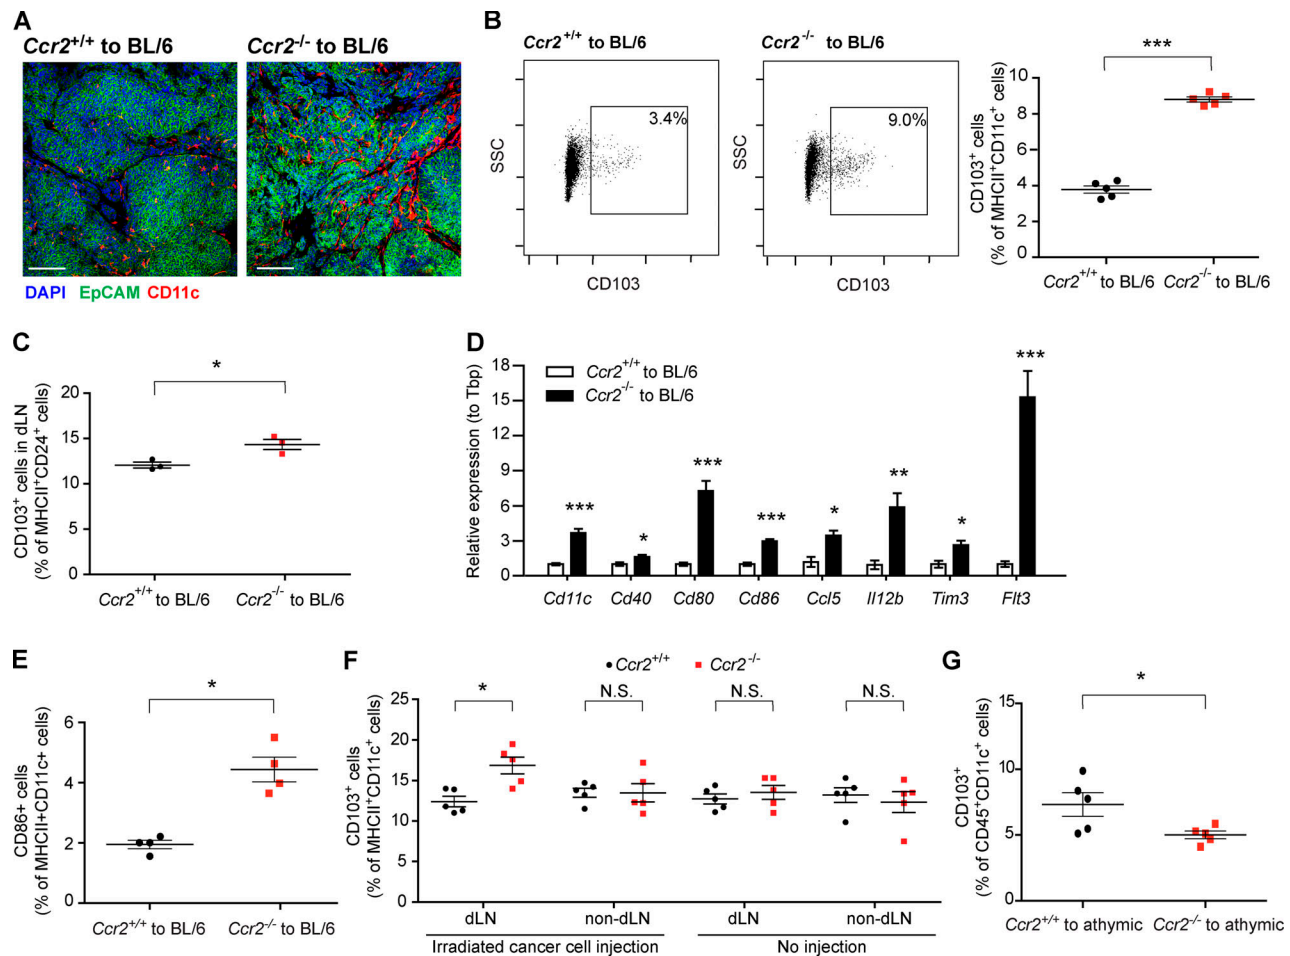 A
Ccr2+/+ to BL/6
Ccr2-/- to BL/6
DAPI EpCAM CD11c
B
Ccr2+/+ to BL/6
Ccr2-/- to BL/6
3.4%
9.0%
SSC
SSC
CD103
CD103
***
CD103+ cells
(% of MHCII+CD11c+ cells)
10
8
6
4
2
0
Ccr2+/+ to BL/6
Ccr2-/- to BL/6
C
*
CD103+ cells in dLN
(% of MHCII+CD24+ cells)
20
15
10
5
0
Ccr2+/+ to BL/6
Ccr2-/- to BL/6
D
Relative expression (to Tbp)
18
15
12
9
6
3
0
Ccr2+/+ to BL/6
Ccr2-/- to BL/6
*** * *** *** * ** * ***
Cd11c Cd40 Cd80 Cd86 Ccl5 Il12b Tim3 Flt3
E
*
CD86+ cells
(% of MHCII+CD11c+ cells)
6
4
2
0
Ccr2+/+ to BL/6
Ccr2-/- to BL/6
F
Ccr2+/+ Ccr2-/-
* N.S. N.S. N.S.
CD103+ cells
(% of MHCII+CD11c+ cells)
25
20
15
10
5
0
dLN non-dLN dLN non-dLN
Irradiated cancer cell injection No injection
G
*
CD103+
(% of CD45+CD11c+ cells)
15
10
5
0
Ccr2+/+ to athymic
Ccr2-/- to athymic